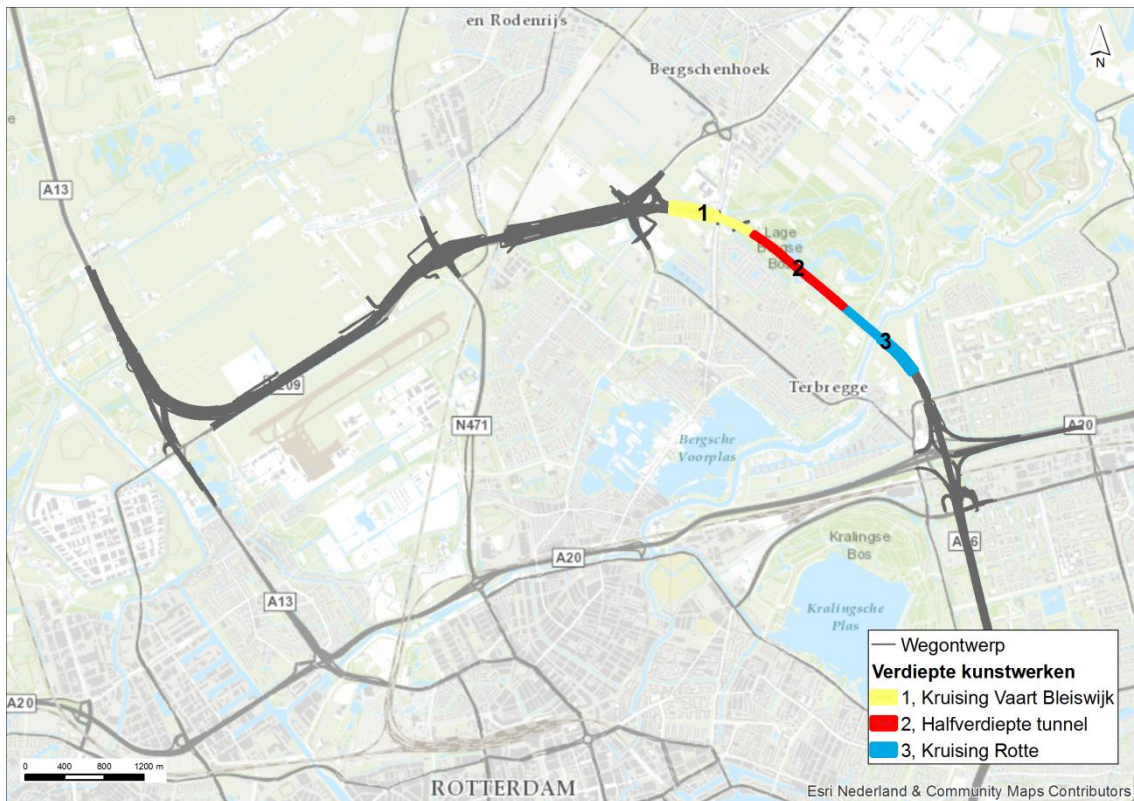 en Rodenrijs
N
Bergschenhoek
A13
1
Lage
Bergse
Bos
2
3
209
Terbregge
N471
A20
Bergsche
Voorplas
Kralingse
Bos
A20
A16
A13
Kralingsche
Plas
Wegontwerp
Verdiepte kunstwerken
1, Kruising Vaart Bleiswijk
2, Halfverdiepte tunnel
3, Kruising Rotte
A20
0 400 800 1200 m
ROTTERDAM
Esri Nederland & Community Maps Contributors